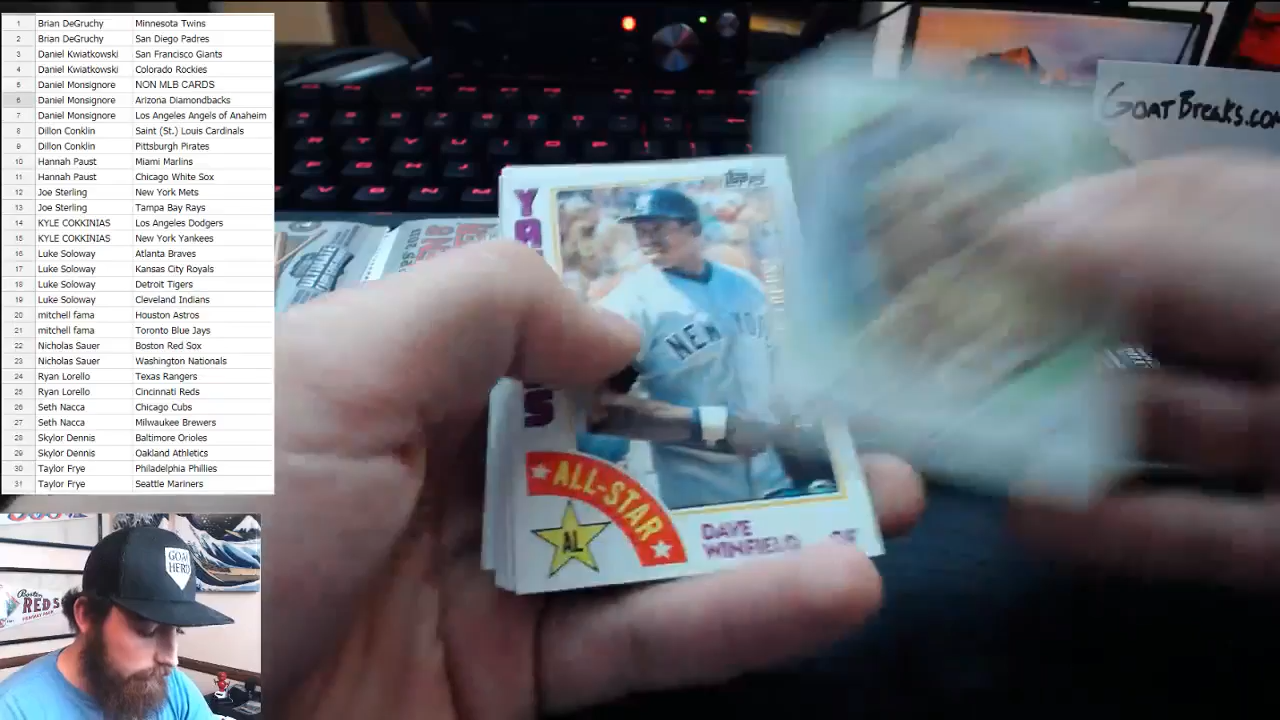 1 Brian DeGruchy Minnesota Twins
2 Brian DeGruchy San Diego Padres
3 Daniel Kwiatkowski San Francisco Giants
4 Daniel Kwiatkowski Colorado Rockies
5 Daniel Monsignore NON MLB CARDS
6 Daniel Monsignore Arizona Diamondbacks
7 Daniel Monsignore Los Angeles Angels of Anaheim
8 Dillon Conklin Saint (St.) Louis Cardinals
9 Dillon Conklin Pittsburgh Pirates
10 Hannah Paust Miami Marlins
11 Hannah Paust Chicago White Sox
12 Joe Sterling New York Mets
13 Joe Sterling Tampa Bay Rays
14 KYLE COKKINIAS Los Angeles Dodgers
15 KYLE COKKINIAS New York Yankees
16 Luke Soloway Atlanta Braves
17 Luke Soloway Kansas City Royals
18 Luke Soloway Detroit Tigers
19 Luke Soloway Cleveland Indians
20 mitchell fama Houston Astros
21 mitchell fama Toronto Blue Jays
22 Nicholas Sauer Boston Red Sox
23 Nicholas Sauer Washington Nationals
24 Ryan Lorello Texas Rangers
25 Ryan Lorello Cincinnati Reds
26 Seth Nacca Chicago Cubs
27 Seth Nacca Milwaukee Brewers
28 Skylor Dennis Baltimore Orioles
29 Skylor Dennis Oakland Athletics
30 Taylor Frye Philadelphia Phillies
31 Taylor Frye Seattle Mariners
GOATBREAKS.COM
Topps
NEW YORK
ALL-STAR
AL
DAVE
WINFIELD OF
GOAT
HERD
Boston
REDS